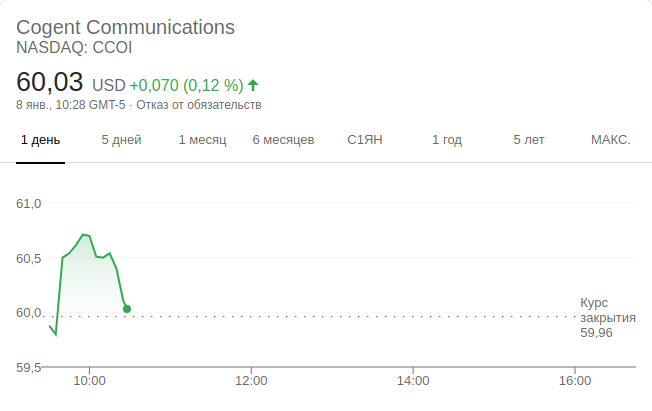 Cogent Communications
NASDAQ: CCOI
60,03 USD +0,070 (0,12 %)
8 янв., 10:28 GMT-5 · Отказ от обязательств
1 день 5 дней 1 месяц 6 месяцев С1ЯН 1 год 5 лет МАКС.
61,0
60,5
60,0
Курс
закрытия
59,96
59,5
10:00 12:00 14:00 16:00